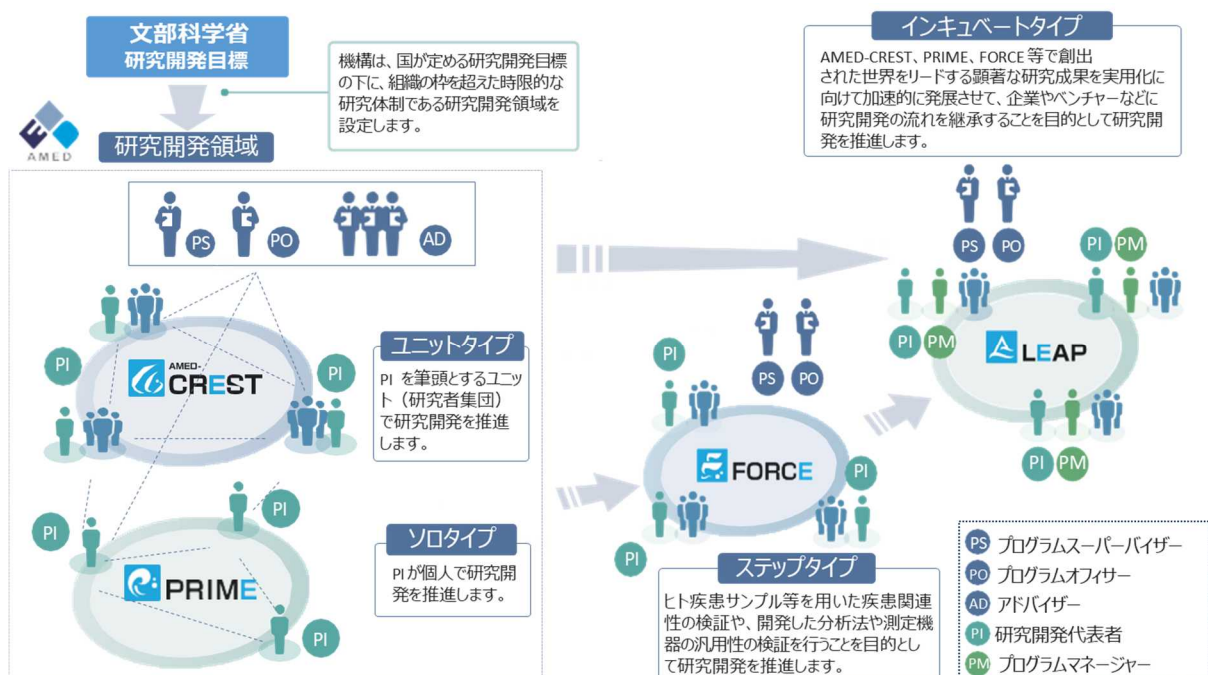 文部科学省
研究開発目標
機構は、国が定める研究開発目標
の下に、組織の枠を超えた時限的な
研究体制である研究開発領域を
設定します。
AMED
研究開発領域
PS
PO
AD
PI
AMED-
CREST
PI
ユニットタイプ
PI を筆頭とするユニッ
ト（研究者集団）
で研究開発を推進
します。
PI
PI
PRIME
PI
ソロタイプ
PIが個人で研究開
発を推進します。
インキュベートタイプ
AMED-CREST、PRIME、FORCE 等で創出
された世界をリードする顕著な研究成果を実用化に
向けて加速的に発展させて、企業やベンチャーなどに
研究開発の流れを継承することを目的として研究開
発を推進します。
PS
PO
PI
PM
PI
PM
LEAP
PI
PM
PS
PO
PI
FORCE
PI
PI
ステップタイプ
ヒト疾患サンプル等を用いた疾患関連
性の検証や、開発した分析法や測定機
器の汎用性の検証を行うことを目的とし
て研究開発を推進します。
PS プログラムスーパーバイザー
PO プログラムオフィサー
AD アドバイザー
PI 研究開発代表者
PM プログラムマネージャー